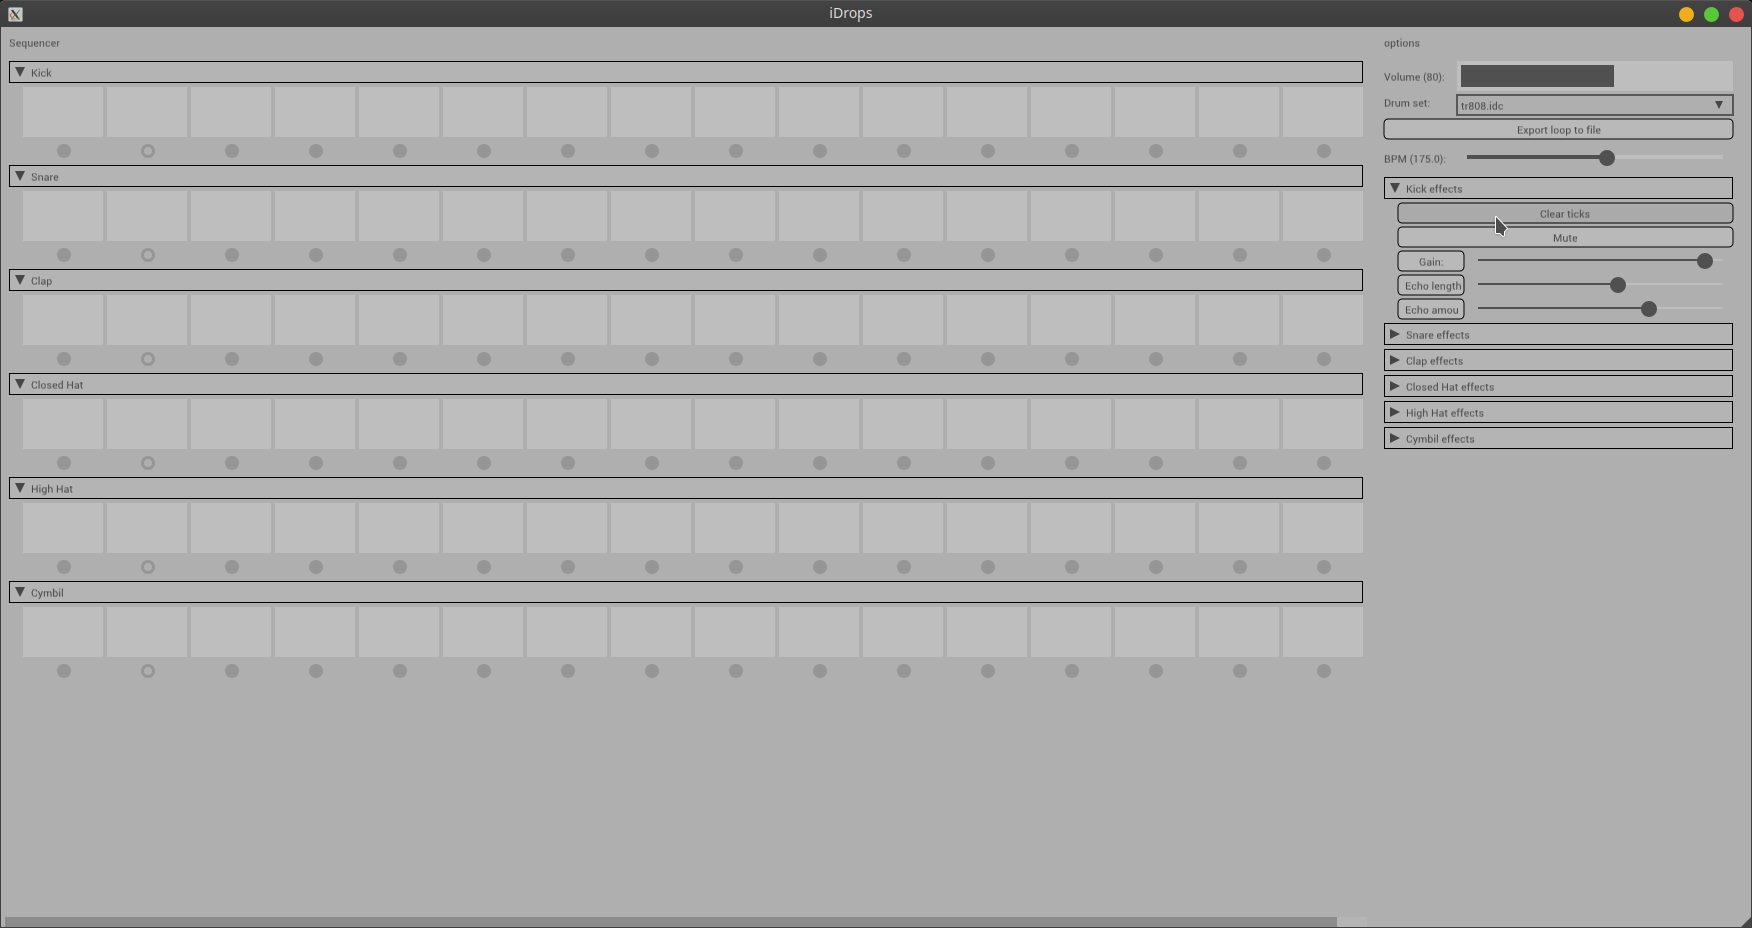 iDrops
Sequencer
Kick
Snare
Clap
Closed Hat
High Hat
Cymbil
options
Volume (80):
Drum set:
tr808.idc
Export loop to file
BPM (175.0):
Kick effects
Clear ticks
Mute
Gain:
Echo length
Echo amou
Snare effects
Clap effects
Closed Hat effects
High Hat effects
Cymbil effects